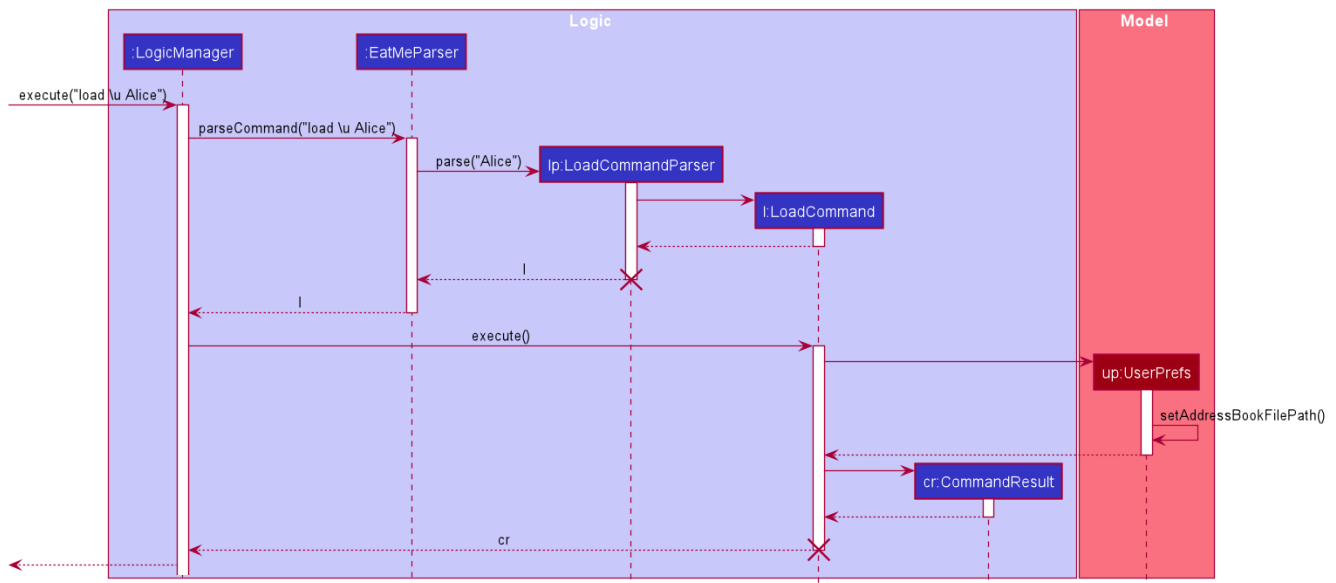 Logic
Model
:LogicManager
:EatMeParser
execute("load \u Alice")
parseCommand("load \u Alice")
parse("Alice")
lp:LoadCommandParser
l:LoadCommand
l
l
execute()
up:UserPrefs
setAddressBookFilePath()
cr:CommandResult
cr